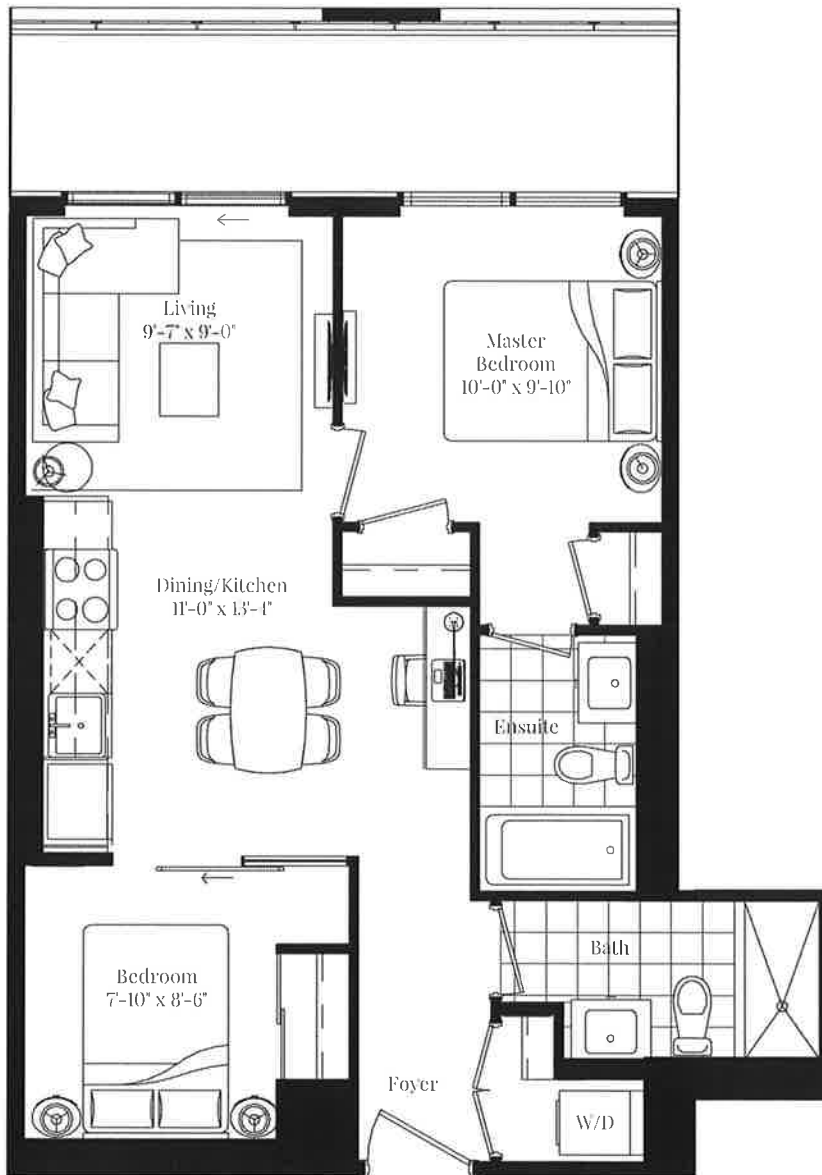 Living
9'-7" x 9'-0"
Master
Bedroom
10'-0" x 9'-10"
Dining/Kitchen
11'-0" x 13'-4"
Ensuite
Bath
Bedroom
7'-10" x 8'-6"
Foyer
W/D